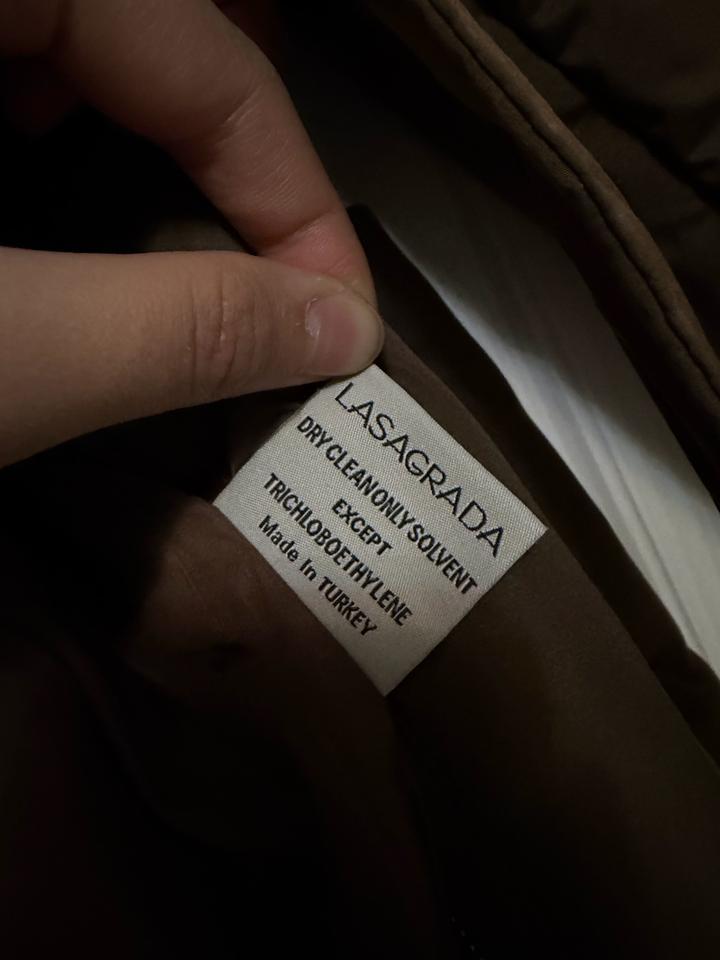 LASAGRADA
DRY CLEAN ONLY SOLVENT
EXCEPT
TRICHLOBOETHYLENE
Made In TURKEY